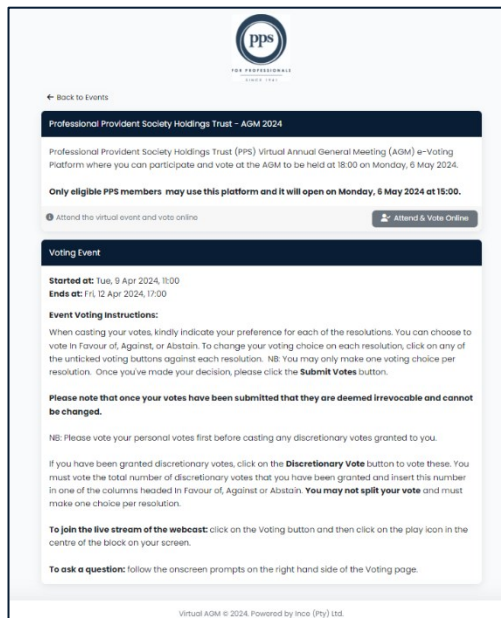 pps
FOR PROFESSIONALS
SINCE 1941
← Back to Events
Professional Provident Society Holdings Trust - AGM 2024
Professional Provident Society Holdings Trust (PPS) Virtual Annual General Meeting (AGM) e-Voting
Platform where you can participate and vote at the AGM to be held at 18:00 on Monday, 6 May 2024.
Only eligible PPS members may use this platform and it will open on Monday, 6 May 2024 at 15:00.
Attend the virtual event and vote online
Attend & Vote Online
Voting Event
Started at: Tue, 9 Apr 2024, 11:00
Ends at: Fri, 12 Apr 2024, 17:00
Event Voting Instructions:
When casting your votes, kindly indicate your preference for each of the resolutions. You can choose to
vote In Favour of, Against, or Abstain. To change your voting choice on each resolution, click on any of
the unticked voting buttons against each resolution. NB: You may only make one voting choice per
resolution. Once you've made your decision, please click the Submit Votes button.
Please note that once your votes have been submitted that they are deemed irrevocable and cannot
be changed.
NB: Please vote your personal votes first before casting any discretionary votes granted to you.
If you have been granted discretionary votes, click on the Discretionary Vote button to vote these. You
must vote the total number of discretionary votes that you have been granted and insert this number
in one of the columns headed In Favour of, Against or Abstain. You may not split your vote and must
make one choice per resolution.
To join the live stream of the webcast: click on the Voting button and then click on the play icon in the
centre of the block on your screen.
To ask a question: follow the onscreen prompts on the right hand side of the Voting page.
Virtual AGM © 2024. Powered by Ince (Pty) Ltd.